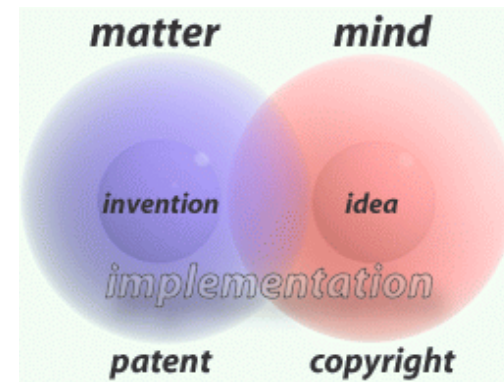 matter mind
invention idea
implementation
patent copyright